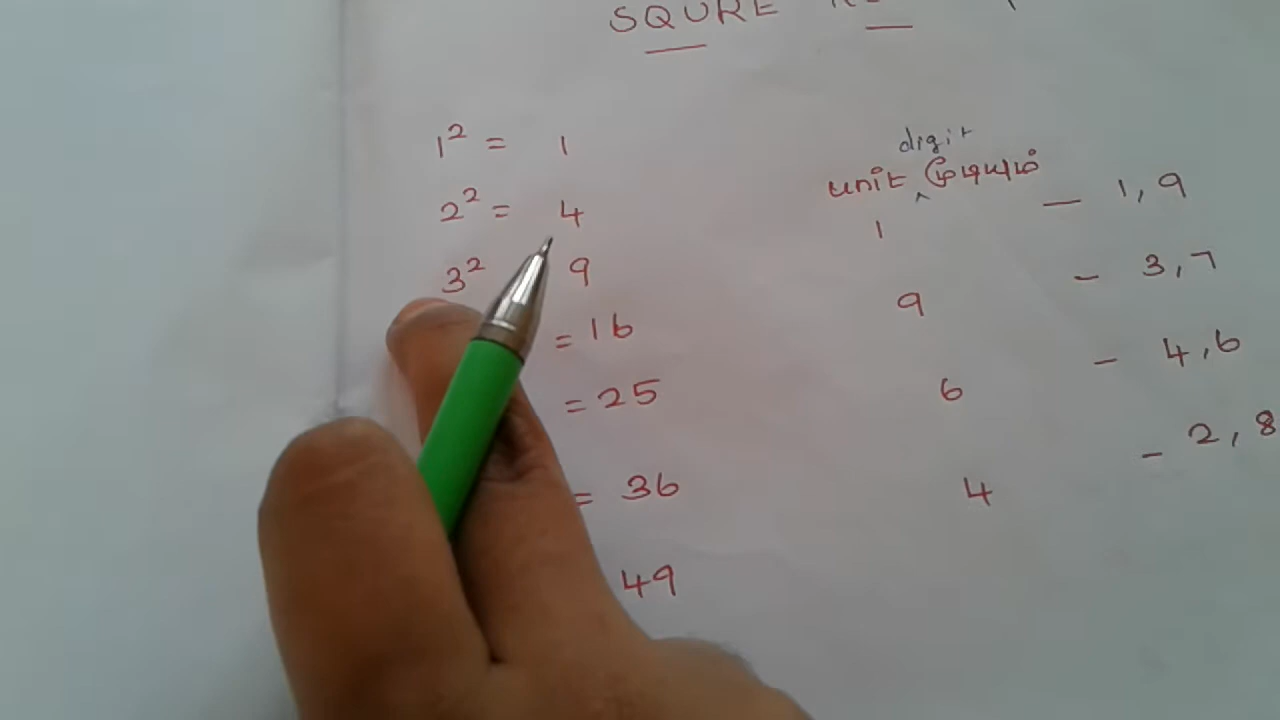 SQURE
1² = 1
2² = 4
3² 9
= 16
= 25
= 36
49
digit
unit ^ முடியும்
1 — 1, 9
9 - 3, 7
6 - 4, 6
4 - 2, 8